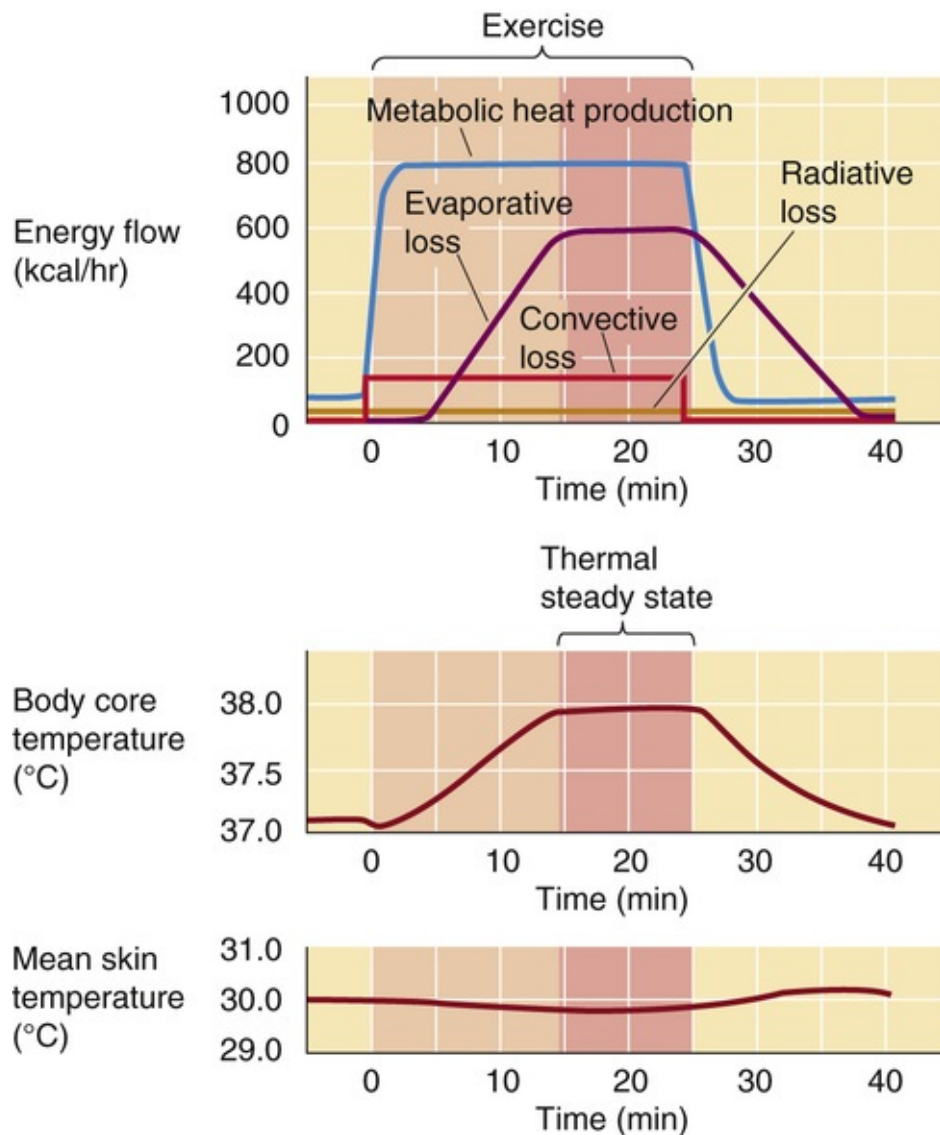 Exercise
1000
Metabolic heat production
800
Radiative
loss
Evaporative
loss
600
Energy flow
(kcal/hr)
400
Convective
loss
200
0
0 10 20 30 40
Time (min)
Thermal
steady state
Body core
temperature
(°C)
38.0
37.5
37.0
0 10 20 30 40
Time (min)
Mean skin
temperature
(°C)
31.0
30.0
29.0
0 10 20 30 40
Time (min)